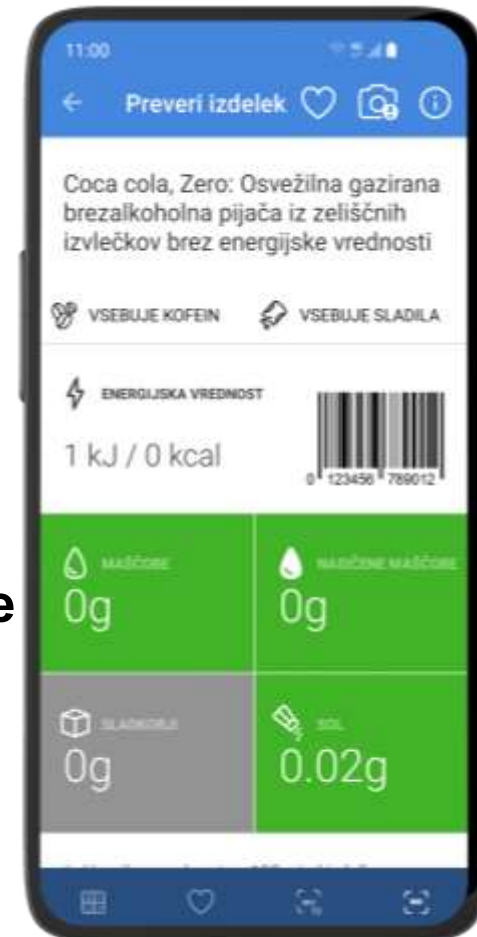 11:00
Preveri izdelek
Coca cola, Zero: Osvežilna gazirana
brezalkoholna pijača iz zeliščnih
izvlečkov brez energijske vrednosti
VSEBUJE KOFEIN
VSEBUJE SLADILA
ENERGIJSKA VREDNOST
1 kJ / 0 kcal
0 123456 789012
MAŠČOBE
NASIČENE MAŠČOBE
0g
0g
e
SLADKORJI
SOL
0g
0.02g